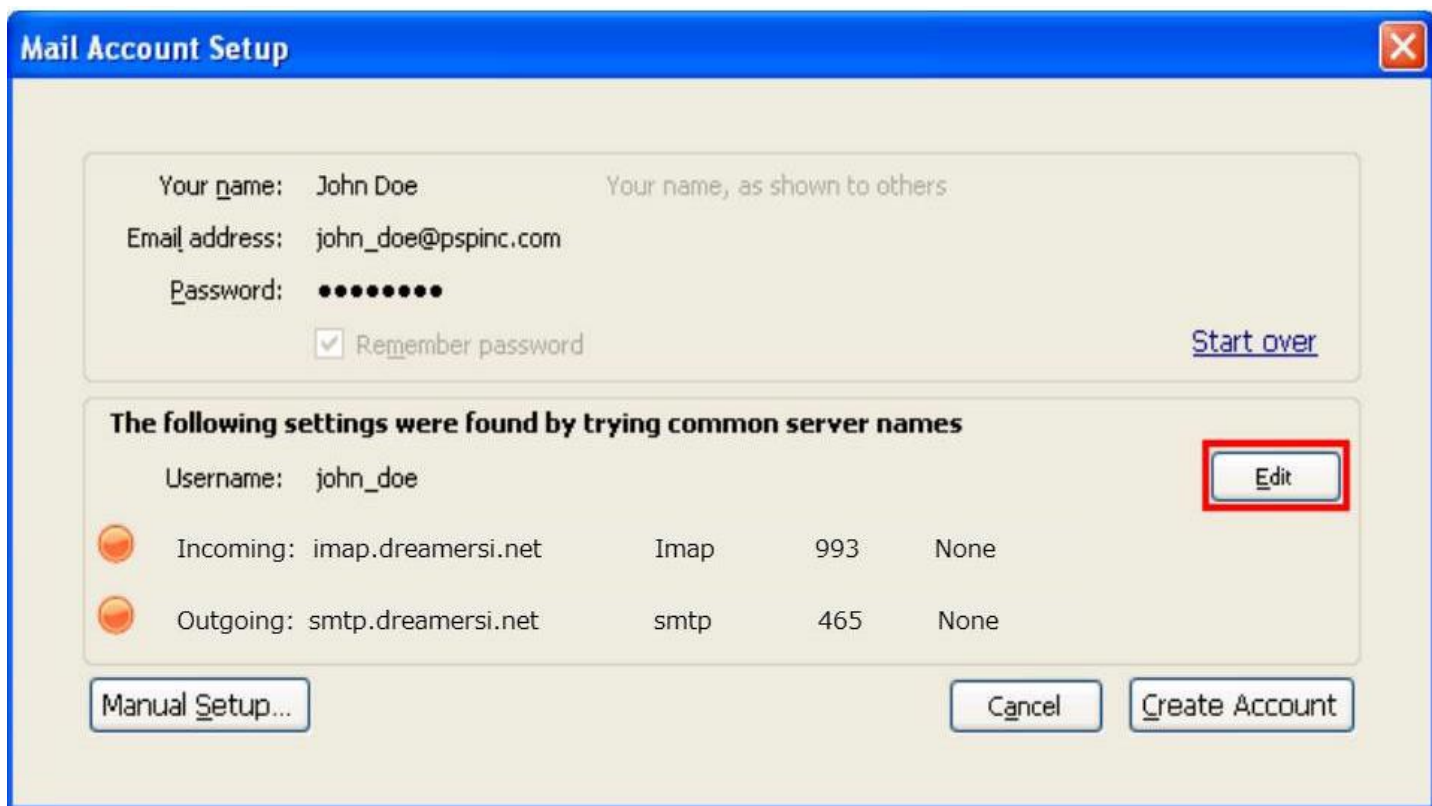 Mail Account Setup
Your name: John Doe Your name, as shown to others
Email address: john_doe@pspinc.com
Password: ●●●●●●●●
Remember password
Start over
The following settings were found by trying common server names
Username: john_doe
Edit
Incoming: imap.dreamersi.net Imap 993 None
Outgoing: smtp.dreamersi.net smtp 465 None
Manual Setup... Cancel Create Account